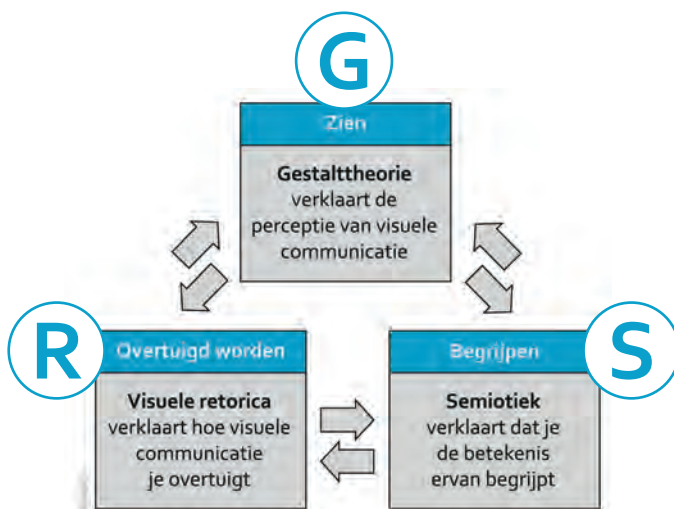 G
Zien
Gestalttheorie
verklaart de
perceptie van visuele
communicatie
R
Overtuigd worden
Visuele retorica
verklaart hoe visuele
communicatie
je overtuigt
Begrijpen
S
Semiotiek
verklaart dat je
de betekenis
ervan begrijpt